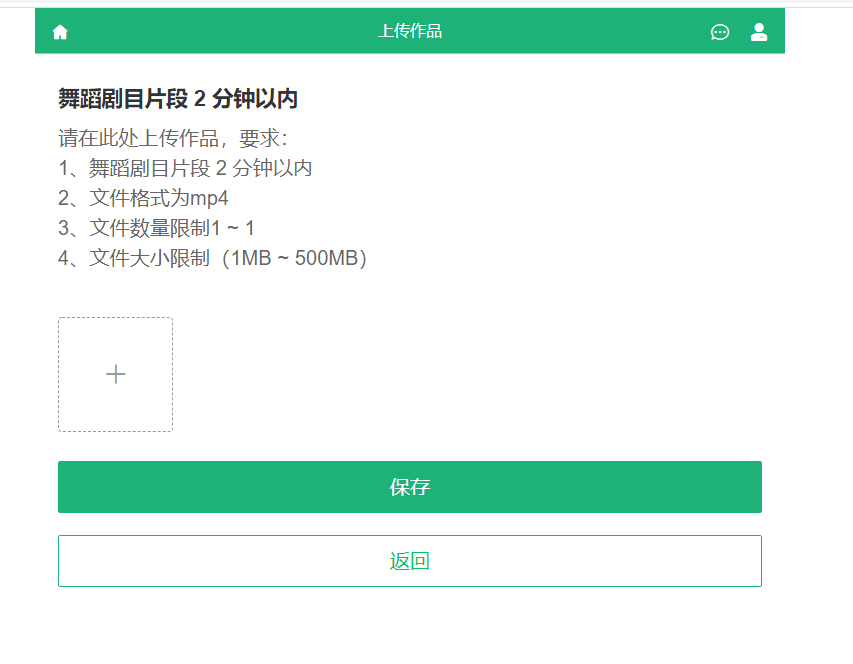 上传作品
舞蹈剧目片段 2 分钟以内
请在此处上传作品，要求：
1、舞蹈剧目片段 2 分钟以内
2、文件格式为mp4
3、文件数量限制1 ~ 1
4、文件大小限制（1MB ~ 500MB）
保存
返回